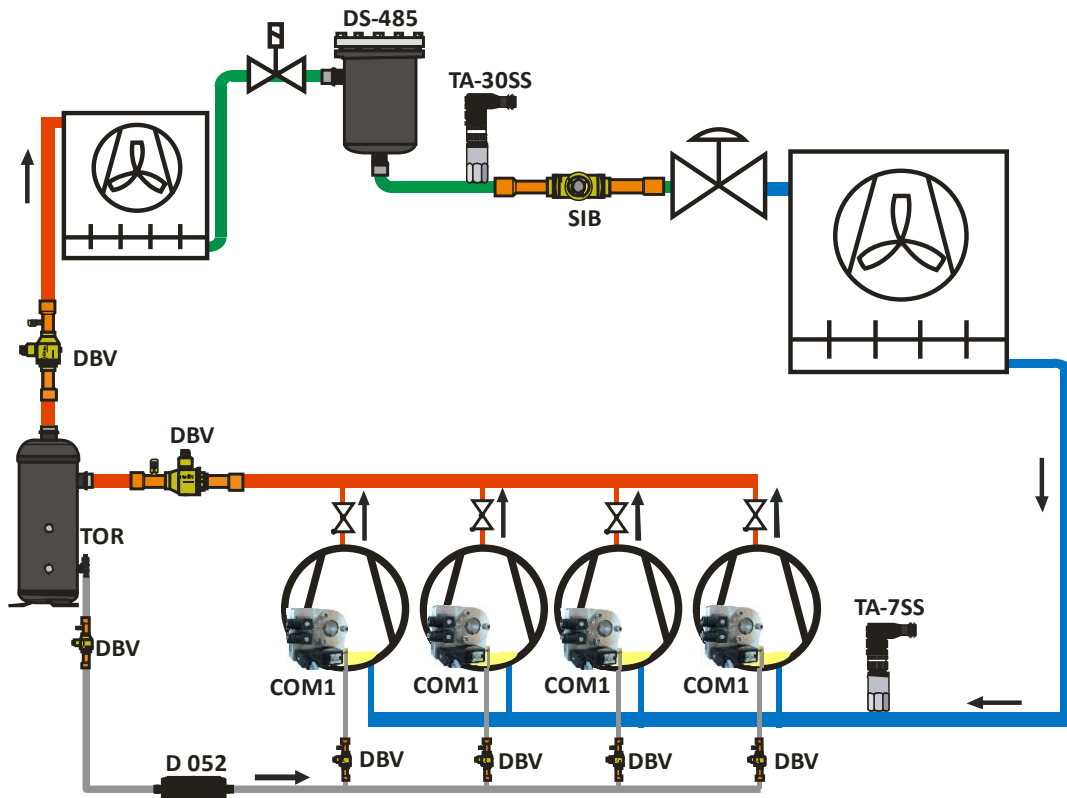 DS-485
TA-30SS
SIB
DBV
DBV
TOR
TA-7SS
DBV
COM1
COM1
COM1
COM1
D 052
DBV
DBV
DBV
DBV